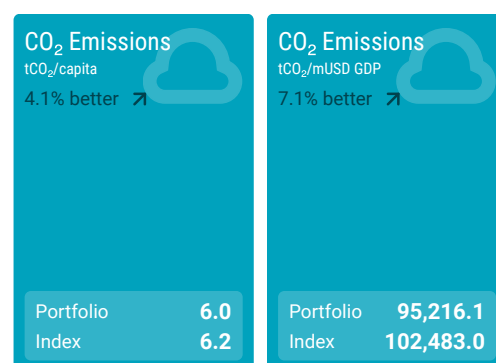 CO₂ Emissions
tCO₂/capita
4.1% better
Portfolio 6.0
Index 6.2
CO₂ Emissions
tCO₂/mUSD GDP
7.1% better
Portfolio 95,216.1
Index 102,483.0